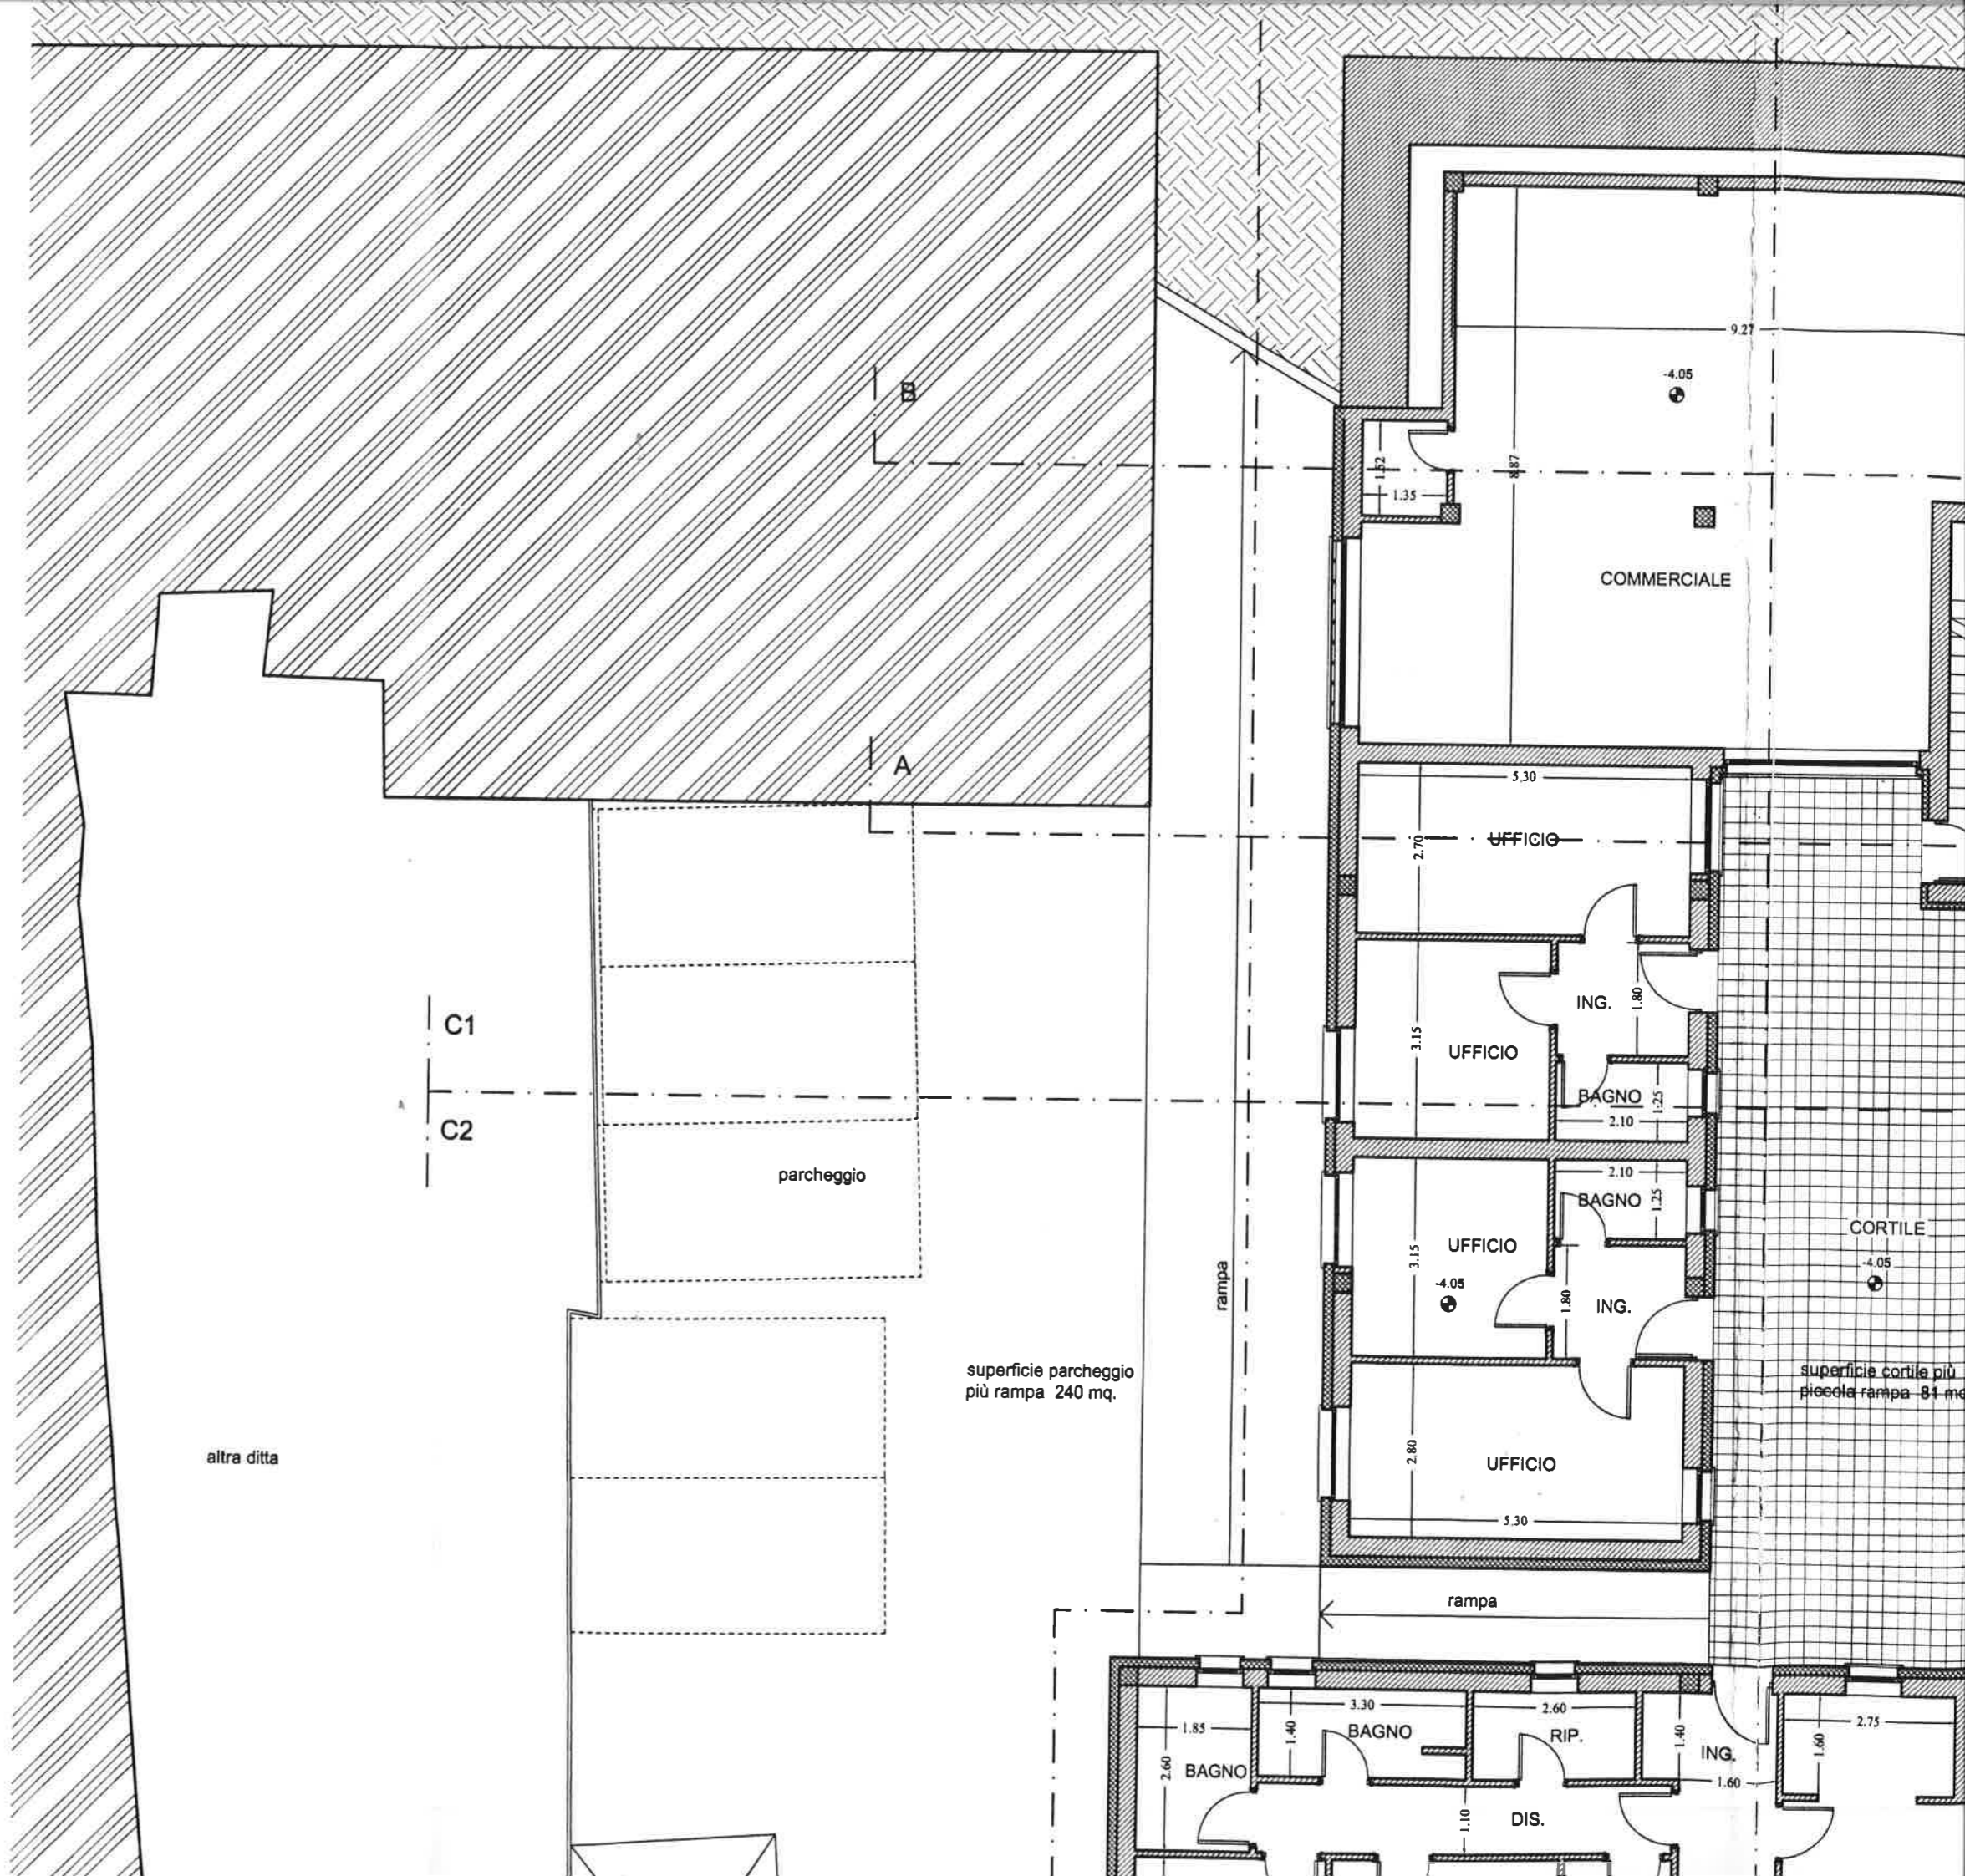 B
9.27
-4.05
1.52
1.35
8.87
COMMERCIALE
A
5.30
2.70
UFFICIO
C1
C2
3.15
UFFICIO
ING.
1.80
BAGNO
1.25
2.10
parcheggio
2.10
BAGNO
1.25
3.15
UFFICIO
-4.05
1.80
ING.
CORTILE
-4.05
rampa
superficie parcheggio
più rampa 240 mq.
superficie cortile più
piccola rampa 81
altra ditta
2.80
UFFICIO
5.30
rampa
1.85
2.60
BAGNO
3.30
1.40
BAGNO
2.60
RIP.
1.40
ING.
1.60
1.60
2.75
1.10
DIS.